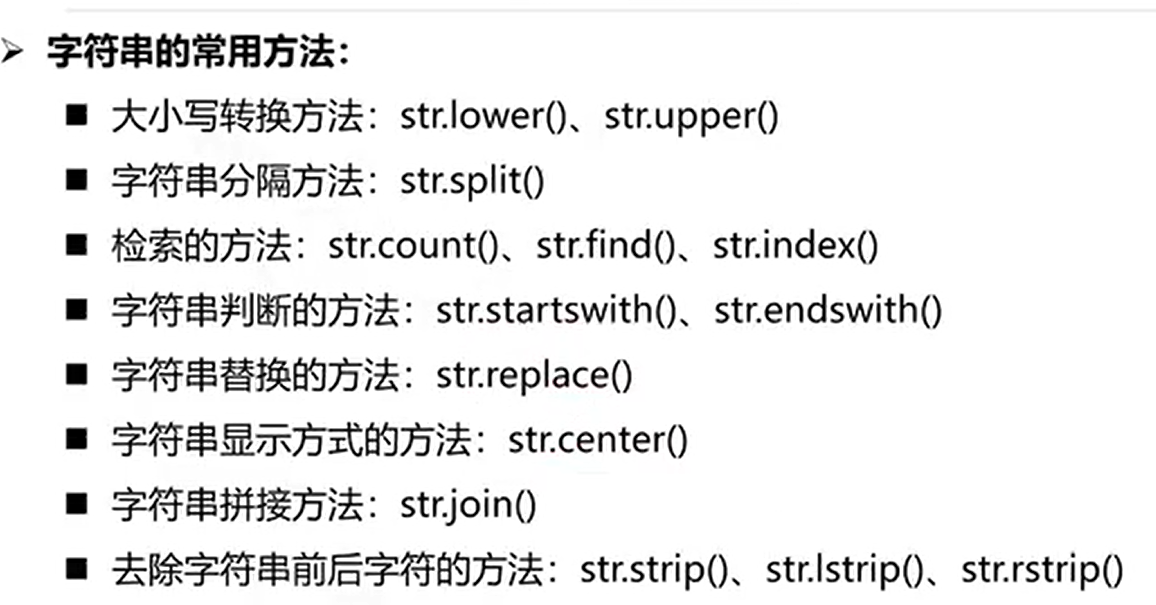 字符串的常用方法：
大小写转换方法：str.lower()、str.upper()
字符串分隔方法：str.split()
检索的方法：str.count()、str.find()、str.index()
字符串判断的方法：str.startswith()、str.endswith()
字符串替换的方法：str.replace()
字符串显示方式的方法：str.center()
字符串拼接方法：str.join()
去除字符串前后字符的方法：str.strip()、str.lstrip()、str.rstrip()